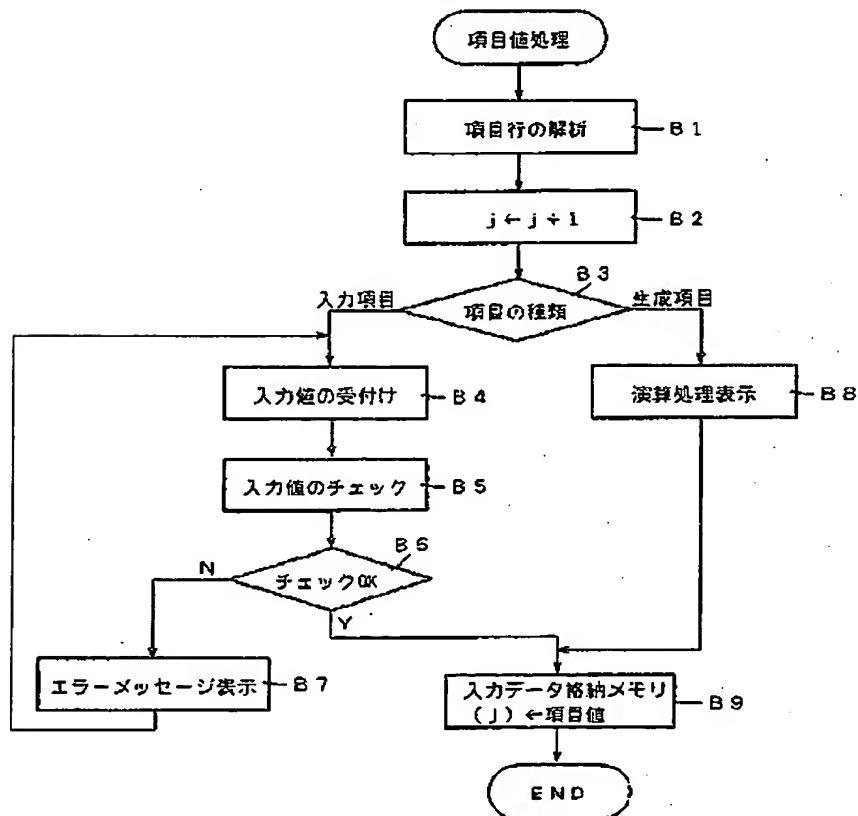 項目値処理
項目行の解析
B1
j←j+1
B2
B3
入力項目
項目の種類
生成項目
入力値の受付け
B4
演算処理表示
B8
入力値のチェック
B5
B6
N
チェックOK
Y
エラーメッセージ表示
B7
入力データ格納メモリ
(J)←項目値
B9
END